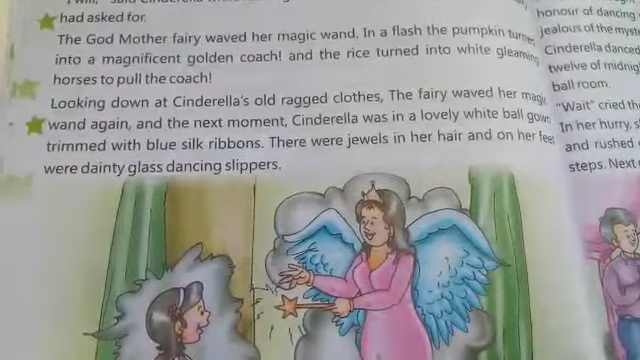 had asked for.
The God Mother fairy waved her magic wand. In a flash the pumpkin turned
into a magnificent golden coach! and the rice turned into white gleaming
horses to pull the coach!
Looking down at Cinderella's old ragged clothes, The fairy waved her magic
wand again, and the next moment, Cinderella was in a lovely white ball gown
trimmed with blue silk ribbons. There were jewels in her hair and on her feet
were dainty glass dancing slippers.
honour of dancing
jealous of the
Cinderella danced
twelve of
ball room.
"Wait" cried
In her hurry,
and rushed
steps. Next